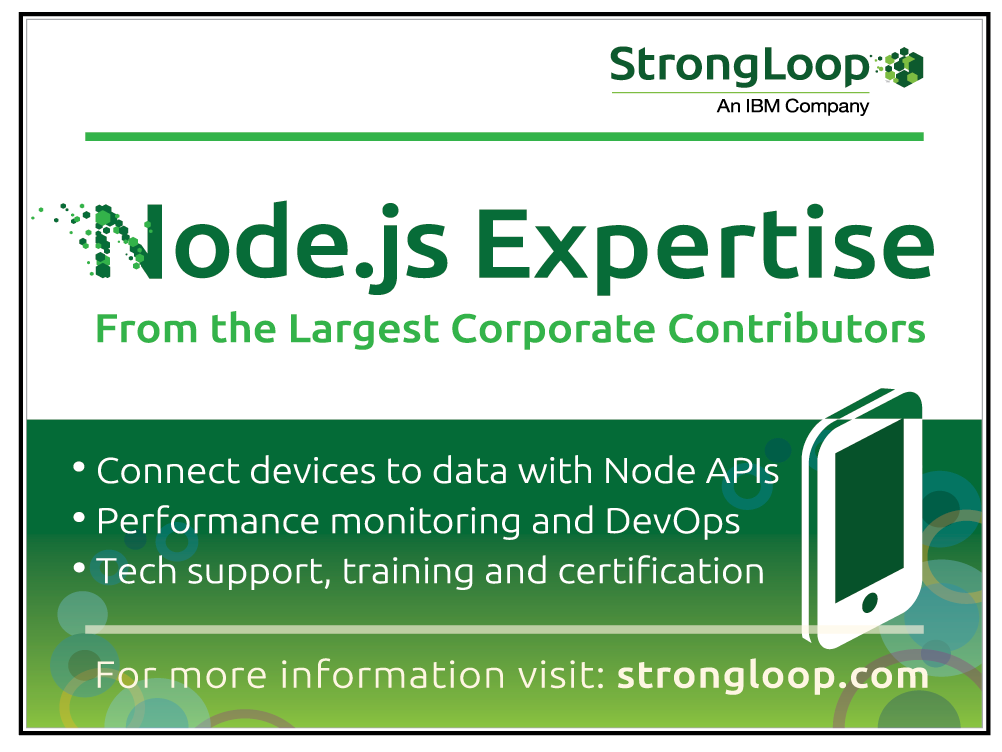 StrongLoop
An IBM Company
Node.js Expertise
From the Largest Corporate Contributors
• Connect devices to data with Node APIs
• Performance monitoring and DevOps
• Tech support, training and certification
For more information visit: strongloop.com